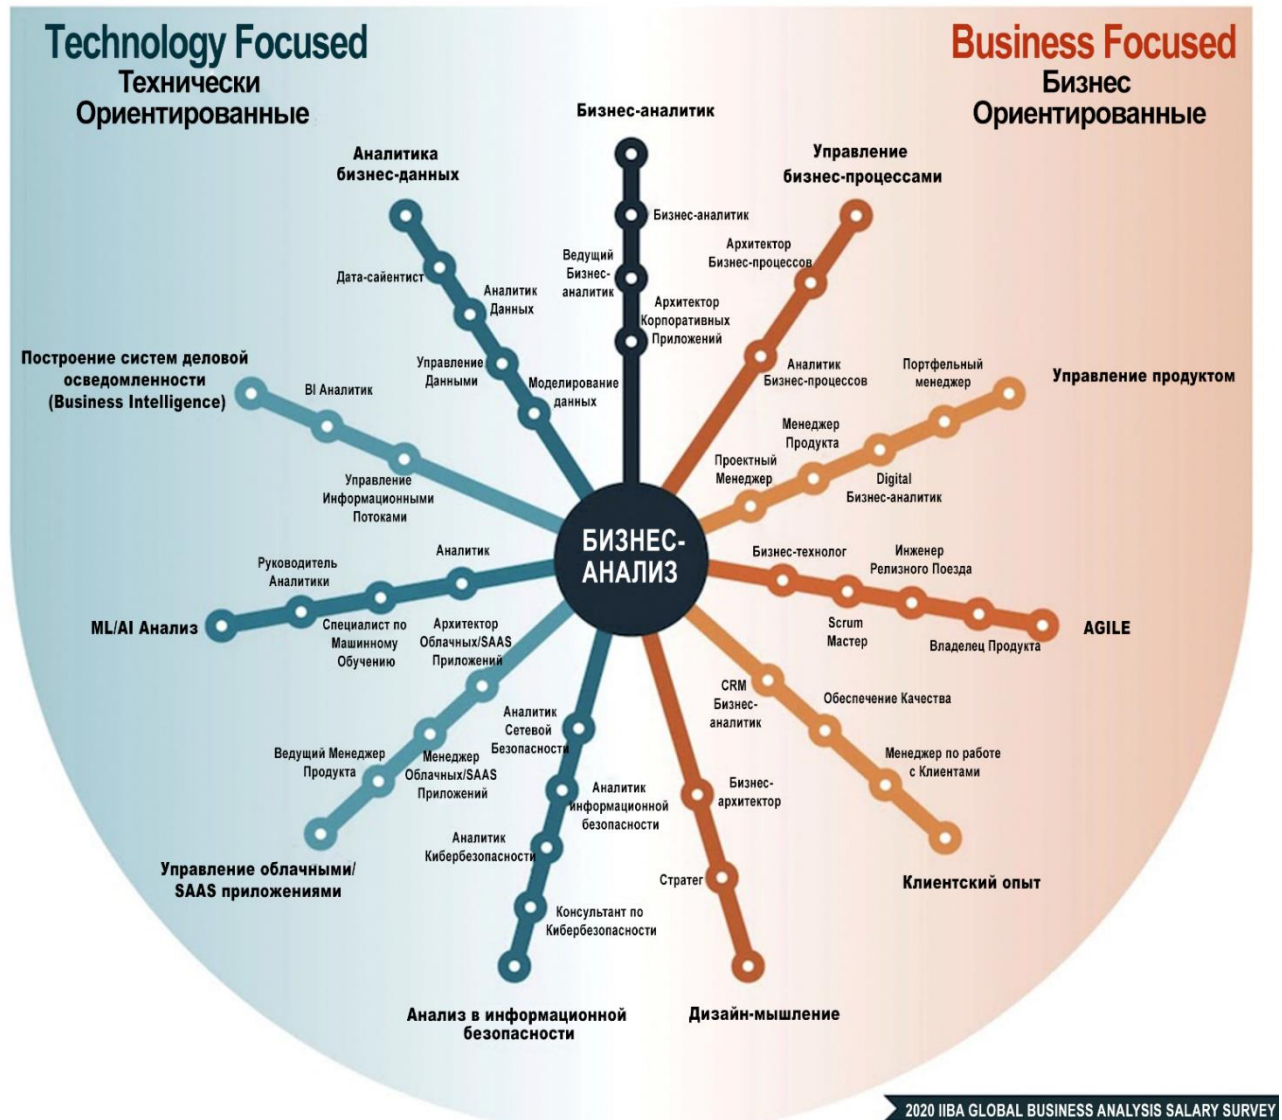 Technology Focused
Технически
Ориентированные
Business Focused
Бизнес
Ориентированные
Бизнес-аналитик
Бизнес-аналитик
Ведущий
Бизнес-
аналитик
Архитектор
Корпоративных
Приложений
Управление
бизнес-процессами
Архитектор
Бизнес-процессов
Аналитик
Бизнес-процессов
Управление продуктом
Портфельный
менеджер
Digital
Бизнес-аналитик
Менеджер
Продукта
Проектный
Менеджер
AGILE
Бизнес-технолог
Scrum
Мастер
Инженер
Релизного Поезда
Владелец Продукта
Клиентский опыт
CRM
Бизнес-
аналитик
Обеспечение Качества
Менеджер по работе
с Клиентами
Дизайн-мышление
Бизнес-
архитектор
Стратег
Анализ в информационной
безопасности
Аналитик
Сетевой
Безопасности
Аналитик
информационной
безопасности
Аналитик
Кибербезопасности
Консультант по
Кибербезопасности
Управление облачными/
SAAS приложениями
Архитектор
Облачных/SAAS
Приложений
Менеджер
Облачных/SAAS
Приложений
Ведущий Менеджер
Продукта
ML/AI Анализ
Руководитель
Аналитики
Специалист по
Машинному
Обучению
Аналитик
Построение систем деловой
осведомленности
(Business Intelligence)
BI Аналитик
Управление
Информационными
Потоками
Аналитика
бизнес-данных
Дата-сайентист
Аналитик
Данных
Управление
Данными
Моделирование
данных
БИЗНЕС-
АНАЛИЗ
2020 IIBA GLOBAL BUSINESS ANALYSIS SALARY SURVEY